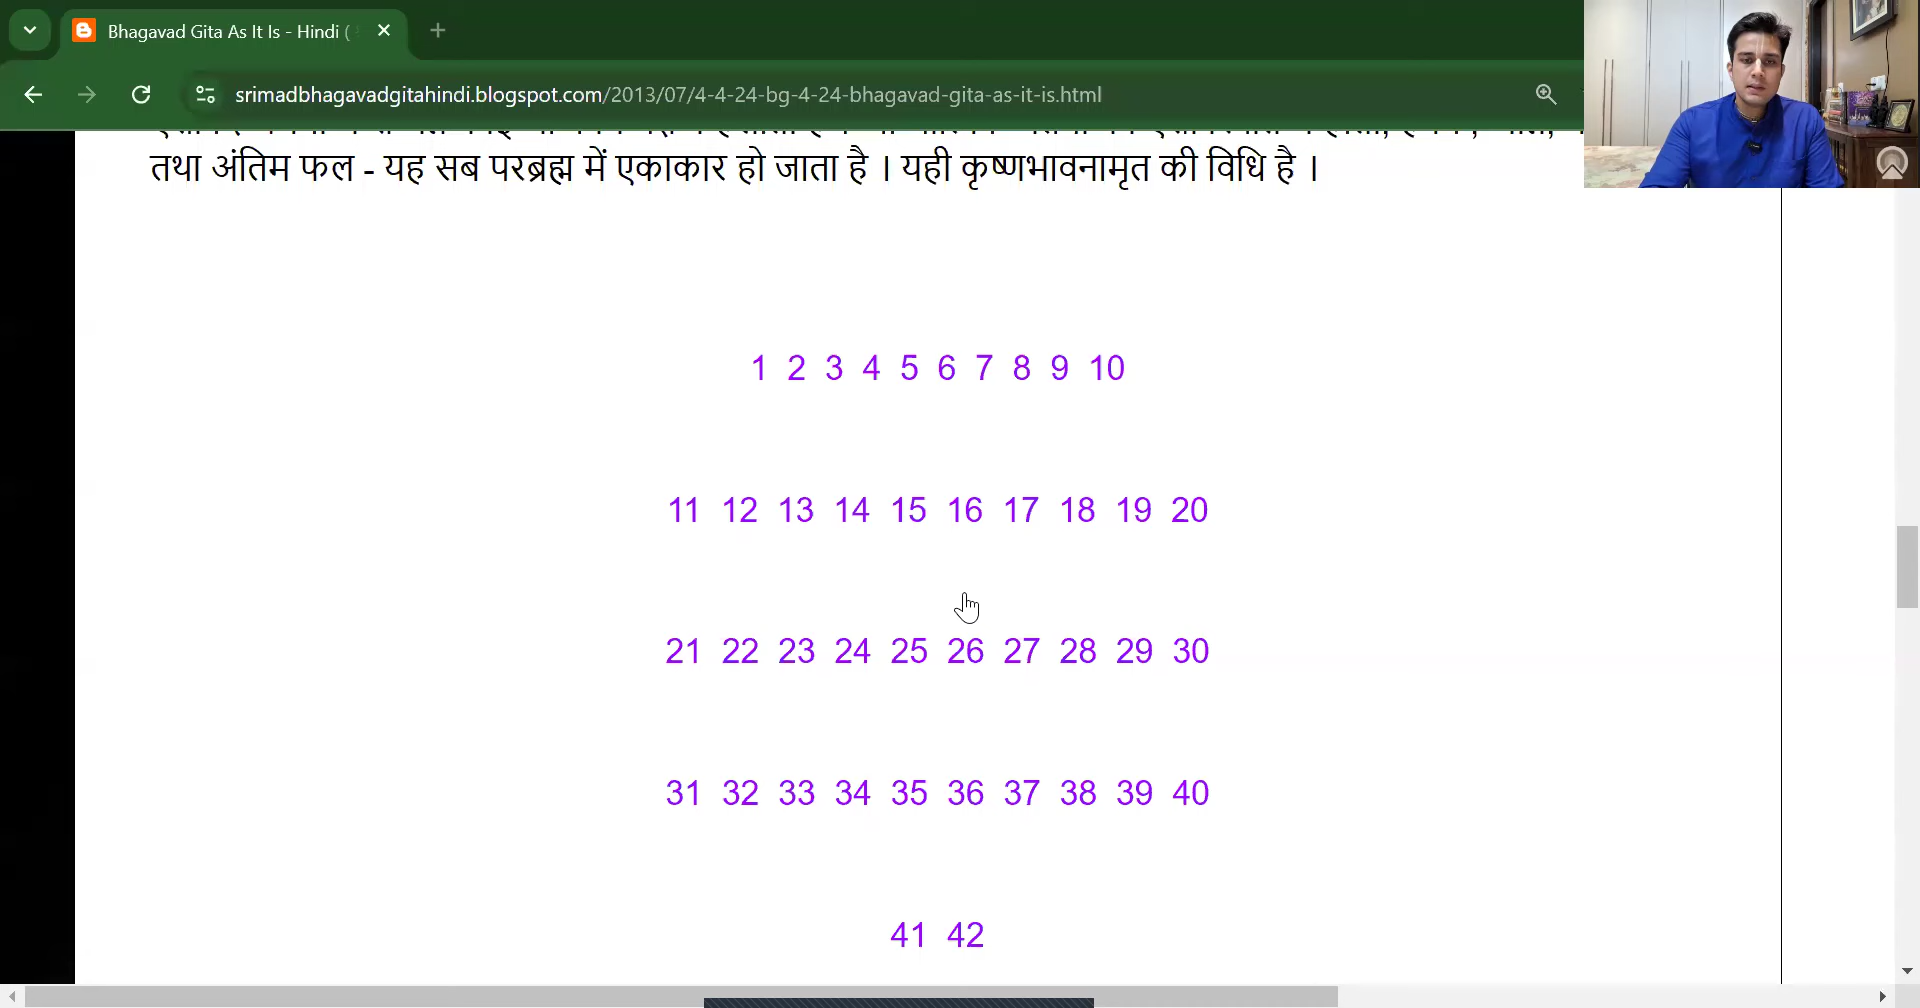 Bhagavad Gita As It Is - Hindi (
srimadbhagavadgitahindi.blogspot.com/2013/07/4-4-24-bg-4-24-bhagavad-gita-as-it-is.html
तथा अंतिम फल - यह सब परब्रह्म में एकाकार हो जाता है । यही कृष्णभावनामृत की विधि है ।
1 2 3 4 5 6 7 8 9 10
11 12 13 14 15 16 17 18 19 20
21 22 23 24 25 26 27 28 29 30
31 32 33 34 35 36 37 38 39 40
41 42